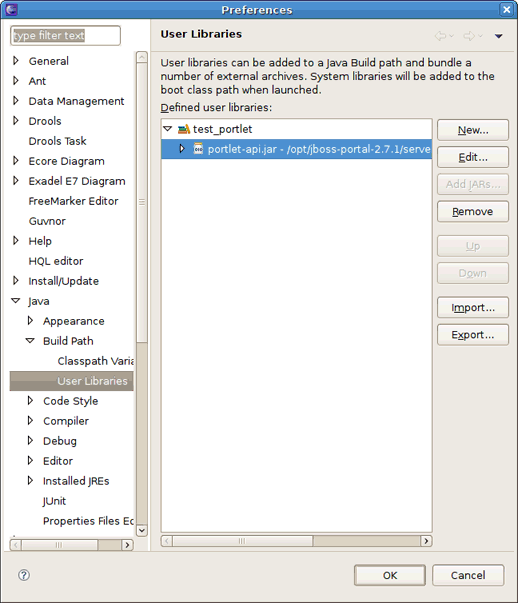 Preferences
type filter text
General
Ant
Data Management
Drools
Drools Task
Ecore Diagram
Exadel E7 Diagram
FreeMarker Editor
Guvnor
Help
HQL editor
Install/Update
Java
Appearance
Build Path
Classpath Varia
User Libraries
Code Style
Compiler
Debug
Editor
Installed JREs
JUnit
Properties Files Ed
User Libraries
User libraries can be added to a Java Build path and bundle a
number of external archives. System libraries will be added to the
boot class path when launched.
Defined user libraries:
test_portlet
portlet-api.jar - /opt/jboss-portal-2.7.1/serve
New...
Edit...
Add JARs...
Remove
Up
Down
Import...
Export...
?
OK
Cancel